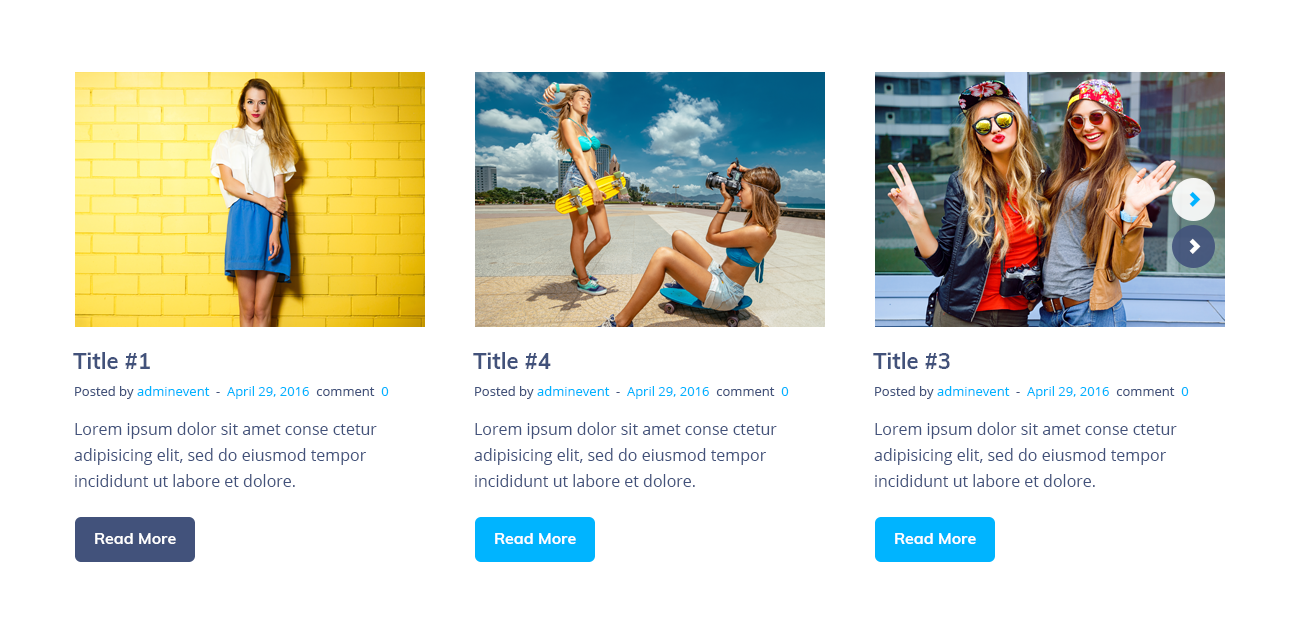 Title #1
Posted by adminevent - April 29, 2016 comment 0
Lorem ipsum dolor sit amet conse ctetur
adipisicing elit, sed do eiusmod tempor
incididunt ut labore et dolore.
Read More
Title #4
Posted by adminevent - April 29, 2016 comment 0
Lorem ipsum dolor sit amet conse ctetur
adipisicing elit, sed do eiusmod tempor
incididunt ut labore et dolore.
Read More
Title #3
Posted by adminevent - April 29, 2016 comment 0
Lorem ipsum dolor sit amet conse ctetur
adipisicing elit, sed do eiusmod tempor
incididunt ut labore et dolore.
Read More